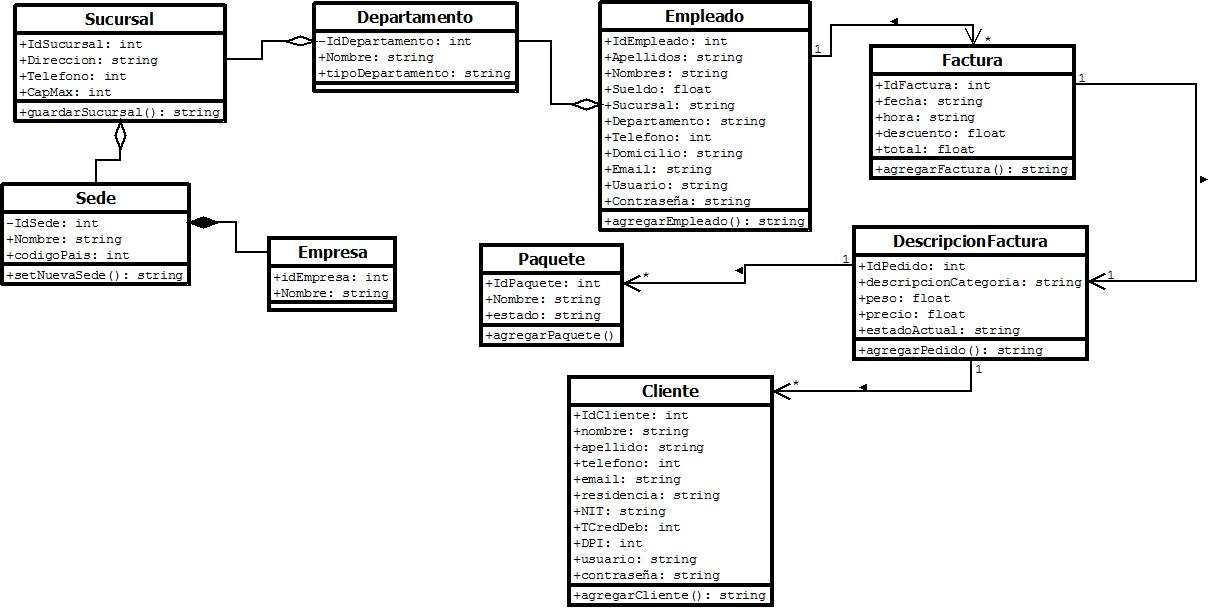 Sucursal
+IdSucursal: int
+Direccion: string
+Telefono: int
+CapMax: int
+guardarSucursal(): string
Departamento
-IdDepartamento: int
+Nombre: string
+tipoDepartamento: string
Empleado
+IdEmpleado: int
+Apellidos: string
+Nombres: string
+Sueldo: float
+Sucursal: string
+Departamento: string
+Telefono: int
+Domicilio: string
+Email: string
+Usuario: string
+Contraseña: string
+agregarEmpleado(): string
1
*
Factura
+IdFactura: int
+fecha: string
+hora: string
+descuento: float
+total: float
+agregarFactura(): string
1
1
Sede
-IdSede: int
+Nombre: string
+codigoPais: int
+setNuevaSede(): string
Empresa
+idEmpresa: int
+Nombre: string
Paquete
+IdPaquete: int
+Nombre: string
+estado: string
+agregarPaquete()
*
1
DescripcionFactura
+IdPedido: int
+descripcionCategoria: string
+peso: float
+precio: float
+estadoActual: string
+agregarPedido(): string
1
*
Cliente
+IdCliente: int
+nombre: string
+apellido: string
+telefono: int
+email: string
+residencia: string
+NIT: string
+TCredDeb: int
+DPI: int
+usuario: string
+contraseña: string
+agregarCliente(): string